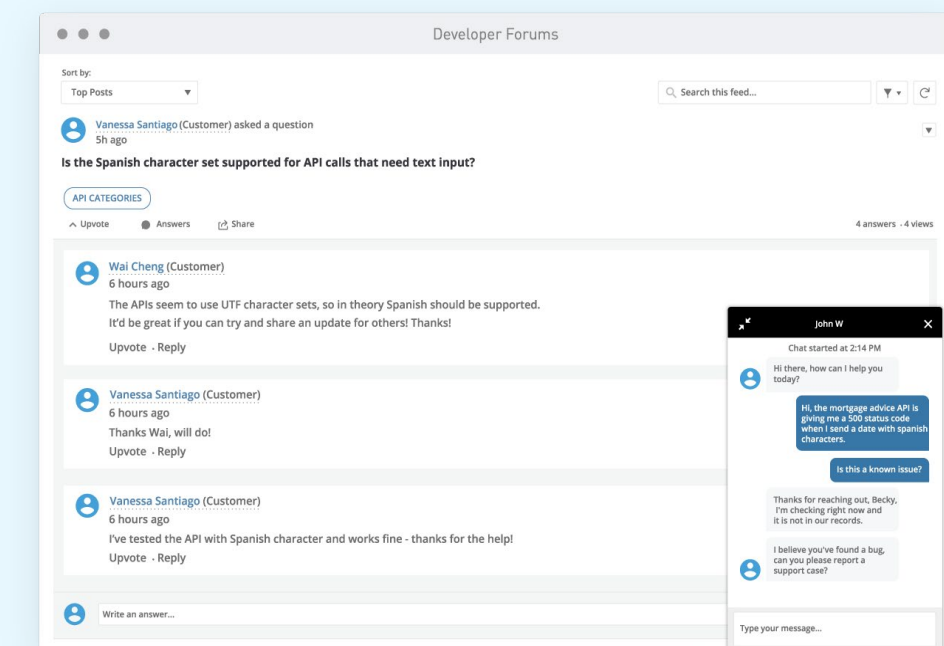 Developer Forums
Sort by:
Top Posts
Search this feed...
Vanessa Santiago (Customer) asked a question
5h ago
Is the Spanish character set supported for API calls that need text input?
API CATEGORIES
Upvote Answers Share
4 answers · 4 views
Wai Cheng (Customer)
6 hours ago
The APIs seem to use UTF character sets, so in theory Spanish should be supported.
It'd be great if you can try and share an update for others! Thanks!
Upvote · Reply
Vanessa Santiago (Customer)
6 hours ago
Thanks Wai, will do!
Upvote · Reply
Vanessa Santiago (Customer)
6 hours ago
I've tested the API with Spanish character and works fine - thanks for the help!
Upvote · Reply
Write an answer...
John W
Chat started at 2:14 PM
Hi there, how can I help you
today?
Hi, the mortgage advice API is
giving me a 500 status code
when I send a date with spanish
characters.
Is this a known issue?
Thanks for reaching out, Becky,
I'm checking right now and
it is not in our records.
I believe you've found a bug,
can you please report a
support case?
Type your message...